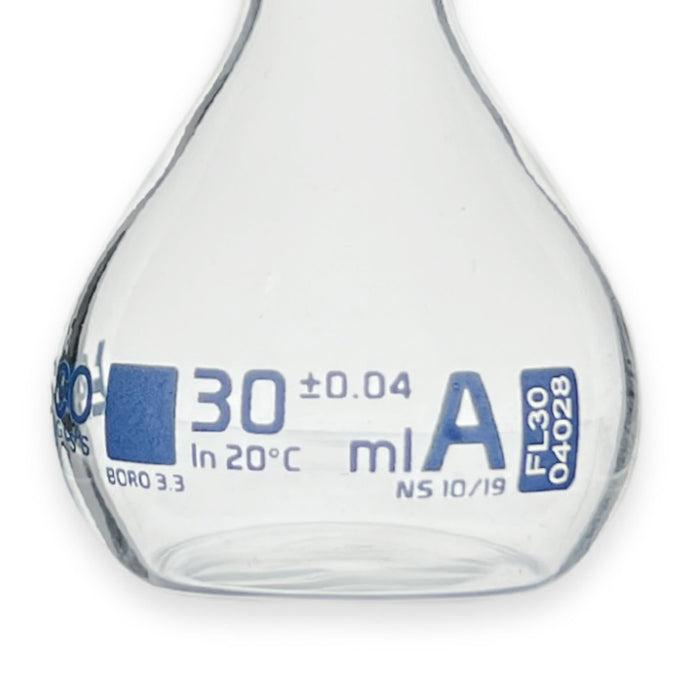 30 ±0.04
In 20°C ml A
BORO 3.3
NS 10/19
FL30
04028